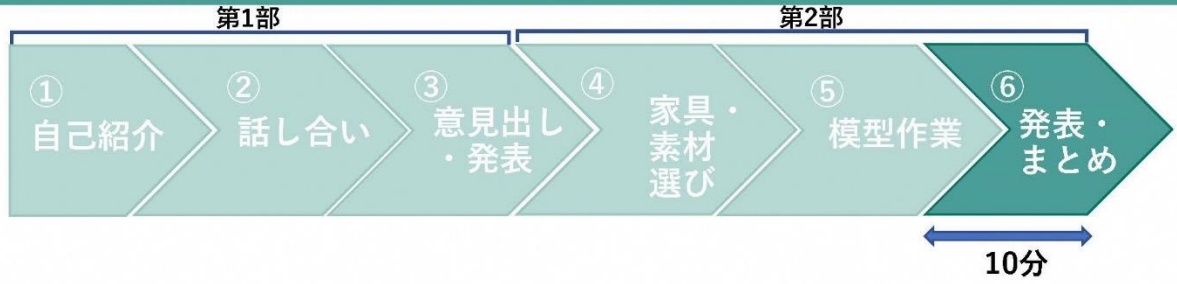 第1部
第2部
①
自己紹介
②
話し合い
③
意見出し
・発表
④
家具・
素材
選び
⑤
模型作業
⑥
発表・
まとめ
10分